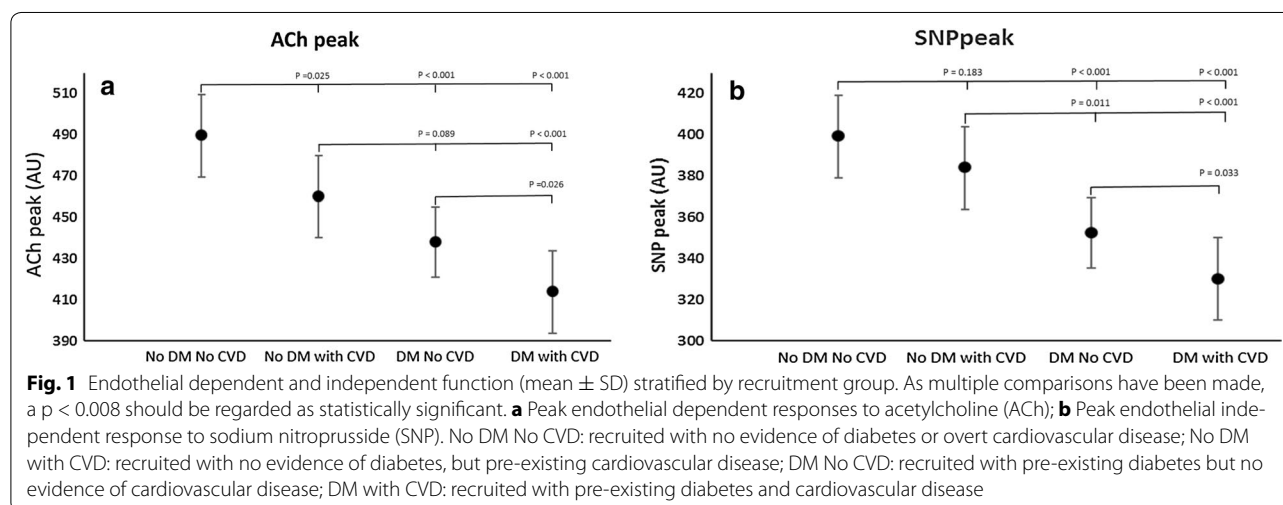 ACh peak
a
P =0.025 P < 0.001 P < 0.001
P = 0.089 P < 0.001
P =0.026
ACh peak (AU)
510
490
470
450
430
410
390
No DM No CVD No DM with CVD DM No CVD DM with CVD
SNPpeak
b
P = 0.183 P <0.001 P <0.001
P = 0.011 P <0.001
P = 0.033
SNP peak (AU)
420
400
380
360
340
320
300
No DM No CVD No DM with CVD DM No CVD DM with CVD
Fig. 1 Endothelial dependent and independent function (mean ± SD) stratified by recruitment group. As multiple comparisons have been made,
a p < 0.008 should be regarded as statistically significant. a Peak endothelial dependent responses to acetylcholine (ACh); b Peak endothelial inde-
pendent response to sodium nitroprusside (SNP). No DM No CVD: recruited with no evidence of diabetes or overt cardiovascular disease; No DM
with CVD: recruited with no evidence of diabetes, but pre-existing cardiovascular disease; DM No CVD: recruited with pre-existing diabetes but no
evidence of cardiovascular disease; DM with CVD: recruited with pre-existing diabetes and cardiovascular disease